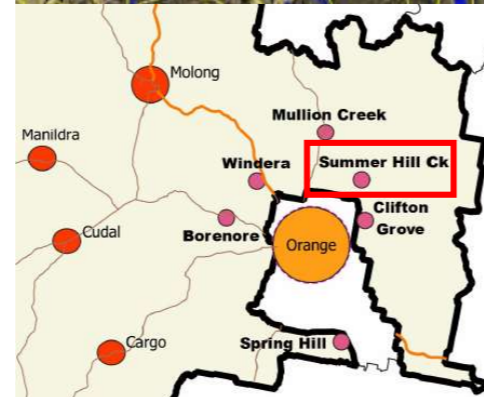 Molong
Mullion Creek
Manildra
Windera
Summer Hill Ck
Clifton
Grove
Borenore
Cudal
Orange
Cargo
Spring Hill